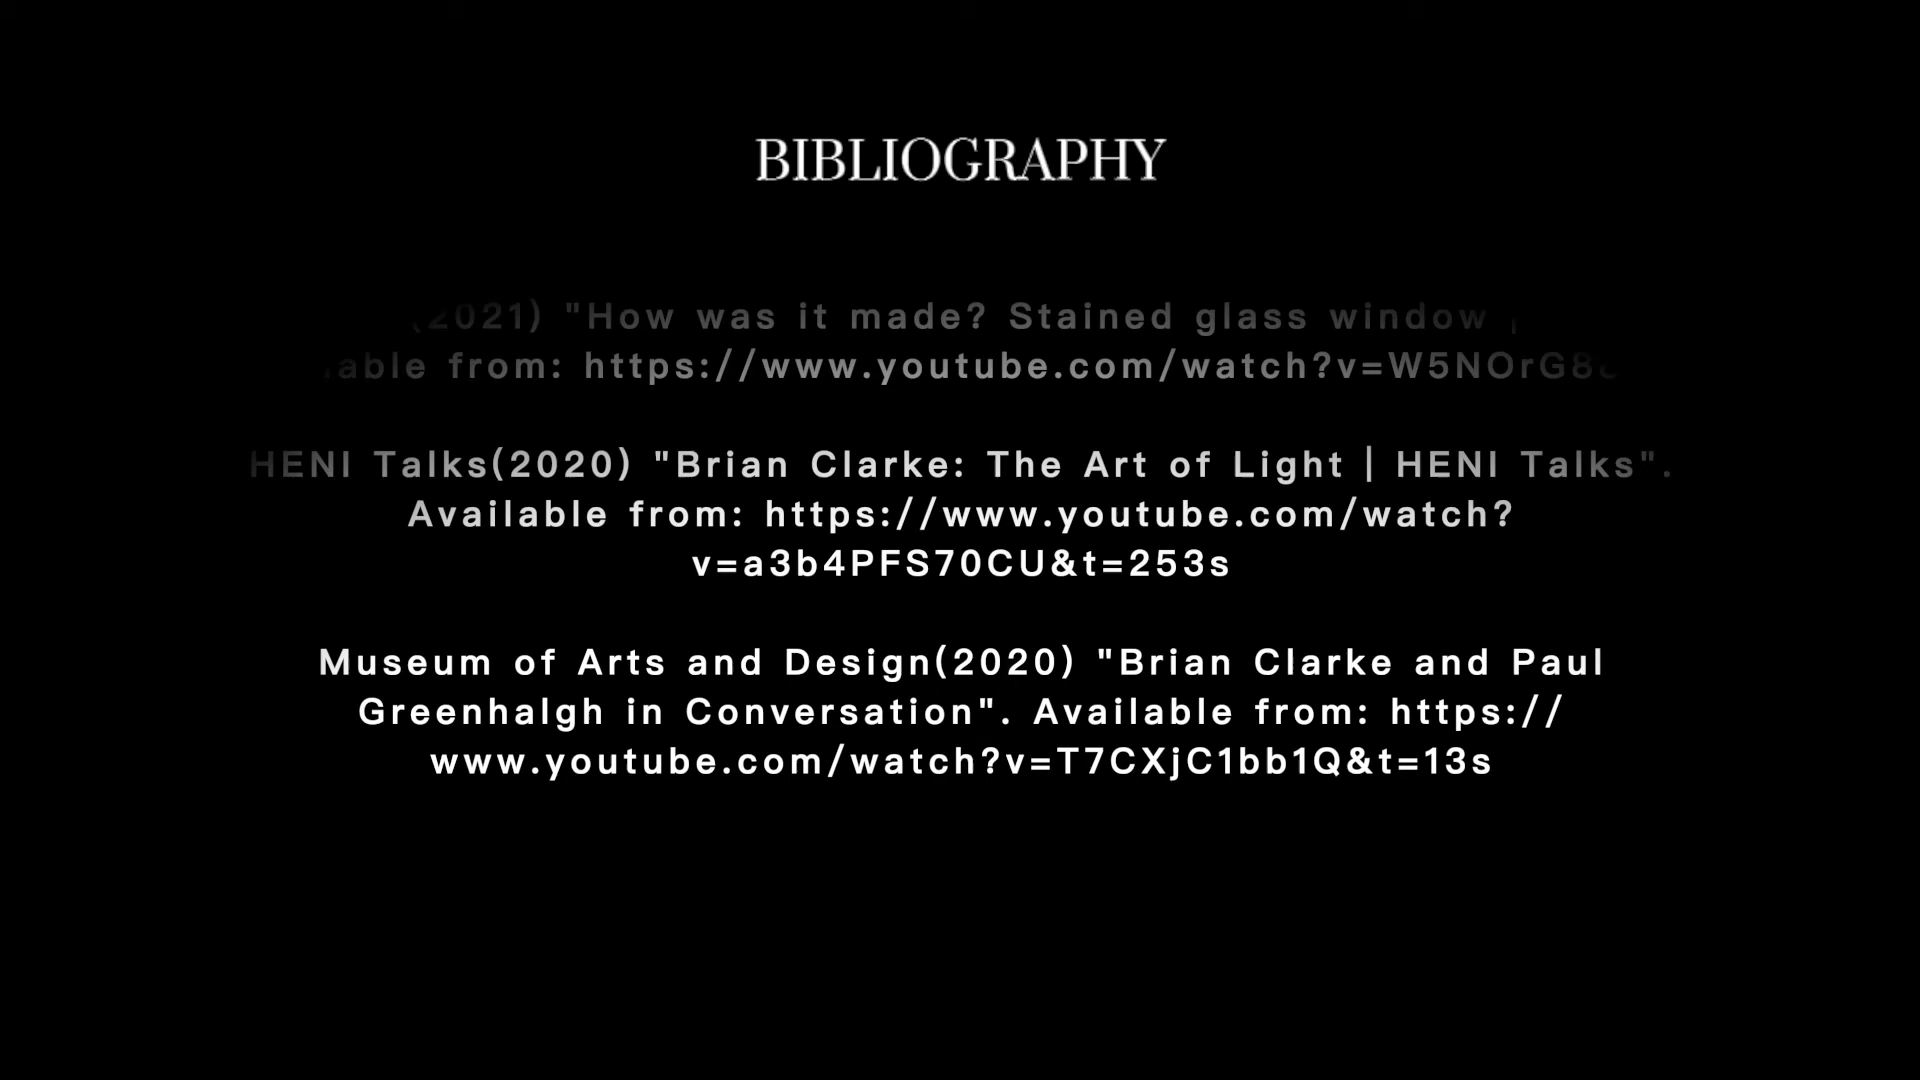 BIBLIOGRAPHY
(2021) "How was it made? Stained glass window
from: https://www.youtube.com/watch?v=W5NOrG8
HENI Talks(2020) "Brian Clarke: The Art of Light | HENI Talks".
Available from: https://www.youtube.com/watch?
v=a3b4PFS70CU&t=253s
Museum of Arts and Design(2020) "Brian Clarke and Paul
Greenhalgh in Conversation". Available from: https://
www.youtube.com/watch?v=T7CXjC1bb1Q&t=13s